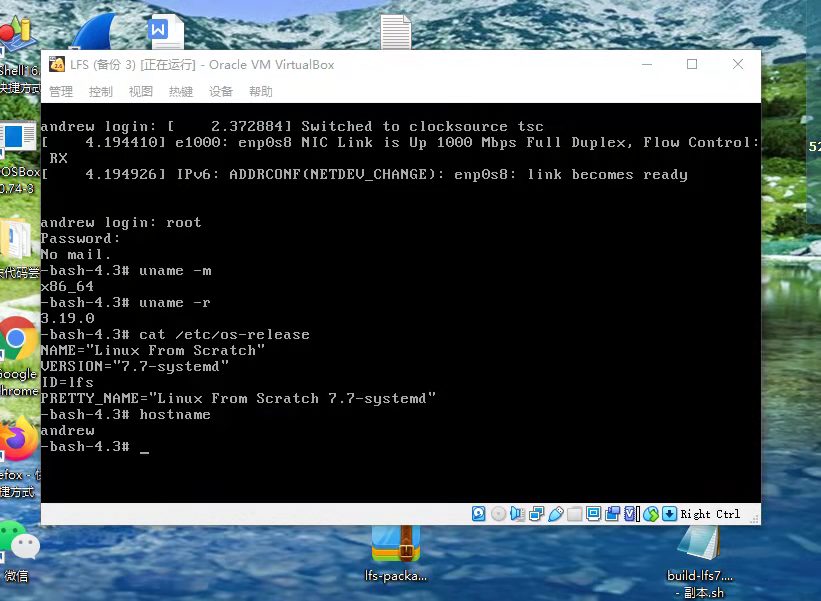 LFS (备份 3) [正在运行] - Oracle VM VirtualBox
管理 控制 视图 热键 设备 帮助
andrew login: [    2.372884] Switched to clocksource tsc
[    4.194410] e1000: enp0s8 NIC Link is Up 1000 Mbps Full Duplex, Flow Control:
 RX
[    4.194926] IPv6: ADDRCONF(NETDEV_CHANGE): enp0s8: link becomes ready
andrew login: root
Password:
No mail.
-bash-4.3# uname -m
x86_64
-bash-4.3# uname -r
3.19.0
-bash-4.3# cat /etc/os-release
NAME="Linux From Scratch"
VERSION="7.7-systemd"
ID=lfs
PRETTY_NAME="Linux From Scratch 7.7-systemd"
-bash-4.3# hostname
andrew
-bash-4.3# _
Right Ctrl
Shell 16
快捷方式
OSBox
0.74-3
代码尝
Google
hrome
efox - 快
捷方式
微信
lfs-packa...
build-lfs7....
- 副本.sh
W
52